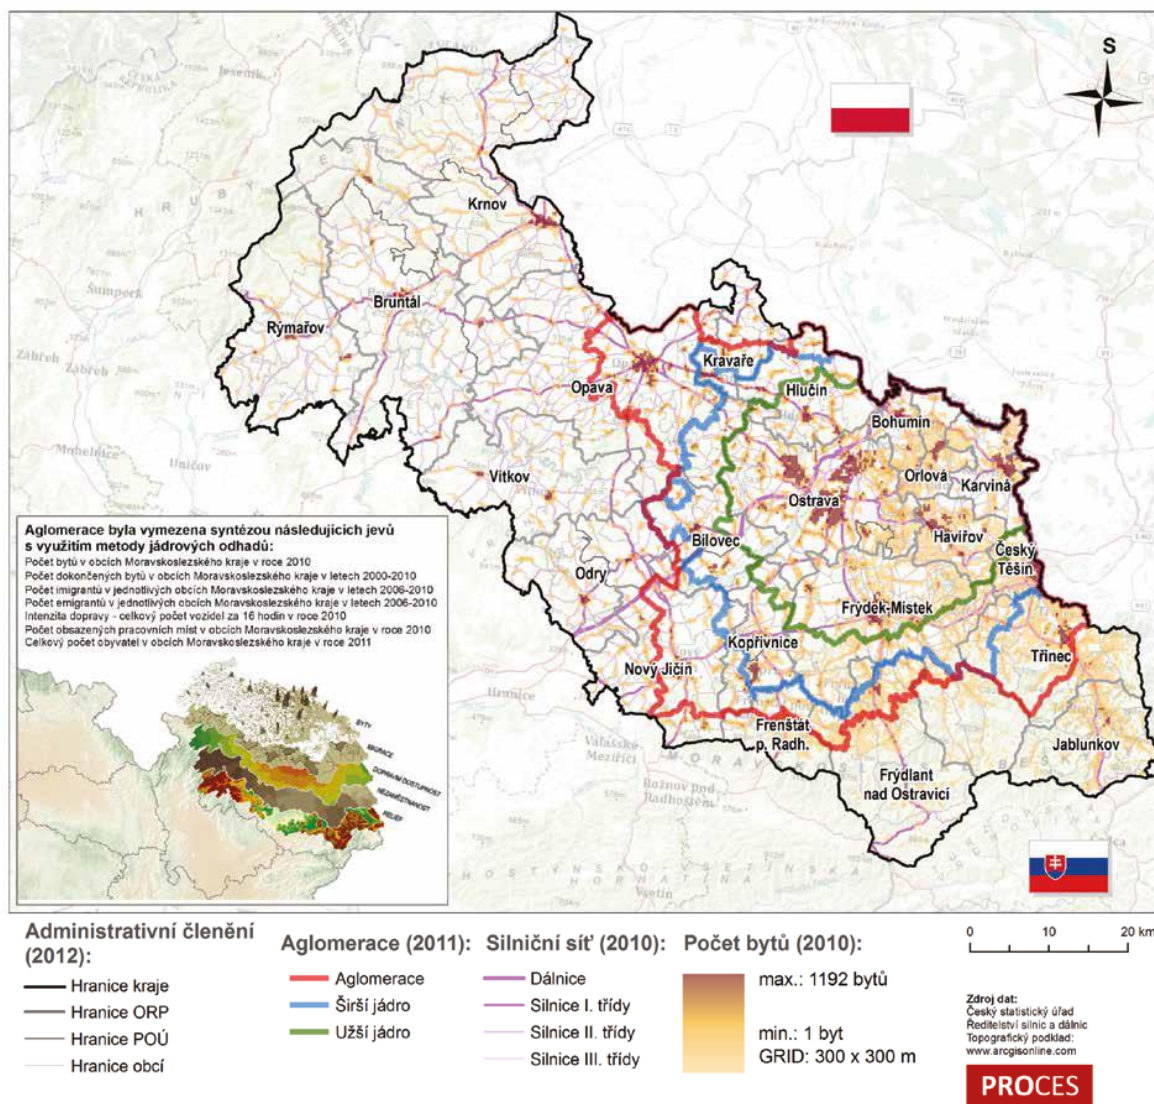 S
Krnov
Bruntál
Rýmařov
Kravaře
Opava
Hlučín
Bohumín
Orlová
Karviná
Vítkov
Ostrava
Havířov
Bílovec
Český
Těšín
Odry
Frýdek-Místek
Kopřivnice
Třinec
Nový Jičín
Frenštát
p. Radh.
Jablunkov
Frýdlant
nad Ostravicí
Šumperk
Zábřeh
Uničov
Mohelnice
Jeseník
Hranice
Valašské
Meziříčí
Rožnov pod
Radhoštěm
Vsetín
Aglomerace byla vymezena syntézou následujících jevů
s využitím metody jádrových odhadů:
Počet bytů v obcích Moravskoslezského kraje v roce 2010
Počet dokončených bytů v obcích Moravskoslezského kraje v letech 2000-2010
Počet imigrantů v jednotlivých obcích Moravskoslezského kraje v letech 2006-2010
Počet emigrantů v jednotlivých obcích Moravskoslezského kraje v letech 2006-2010
Intenzita dopravy - celkový počet vozidel za 16 hodin v roce 2010
Počet obsazených pracovních míst v obcích Moravskoslezského kraje v roce 2010
Celkový počet obyvatel v obcích Moravskoslezského kraje v roce 2011
BYTY
MIGRACE
DOPRAVNÍ DOSTUPNOST
NEZAMĚSTNANOST
RELIEF
Administrativní členění
(2012):
Hranice kraje
Hranice ORP
Hranice POÚ
Hranice obcí
Aglomerace (2011):
Aglomerace
Širší jádro
Užší jádro
Silniční síť (2010):
Dálnice
Silnice I. třídy
Silnice II. třídy
Silnice III. třídy
Počet bytů (2010):
max.: 1192 bytů
min.: 1 byt
GRID: 300 x 300 m
0 10 20 km
Zdroj dat:
Český statistický úřad
Ředitelství silnic a dálnic
Topografický podklad:
www.arcgisonline.com
PROCES